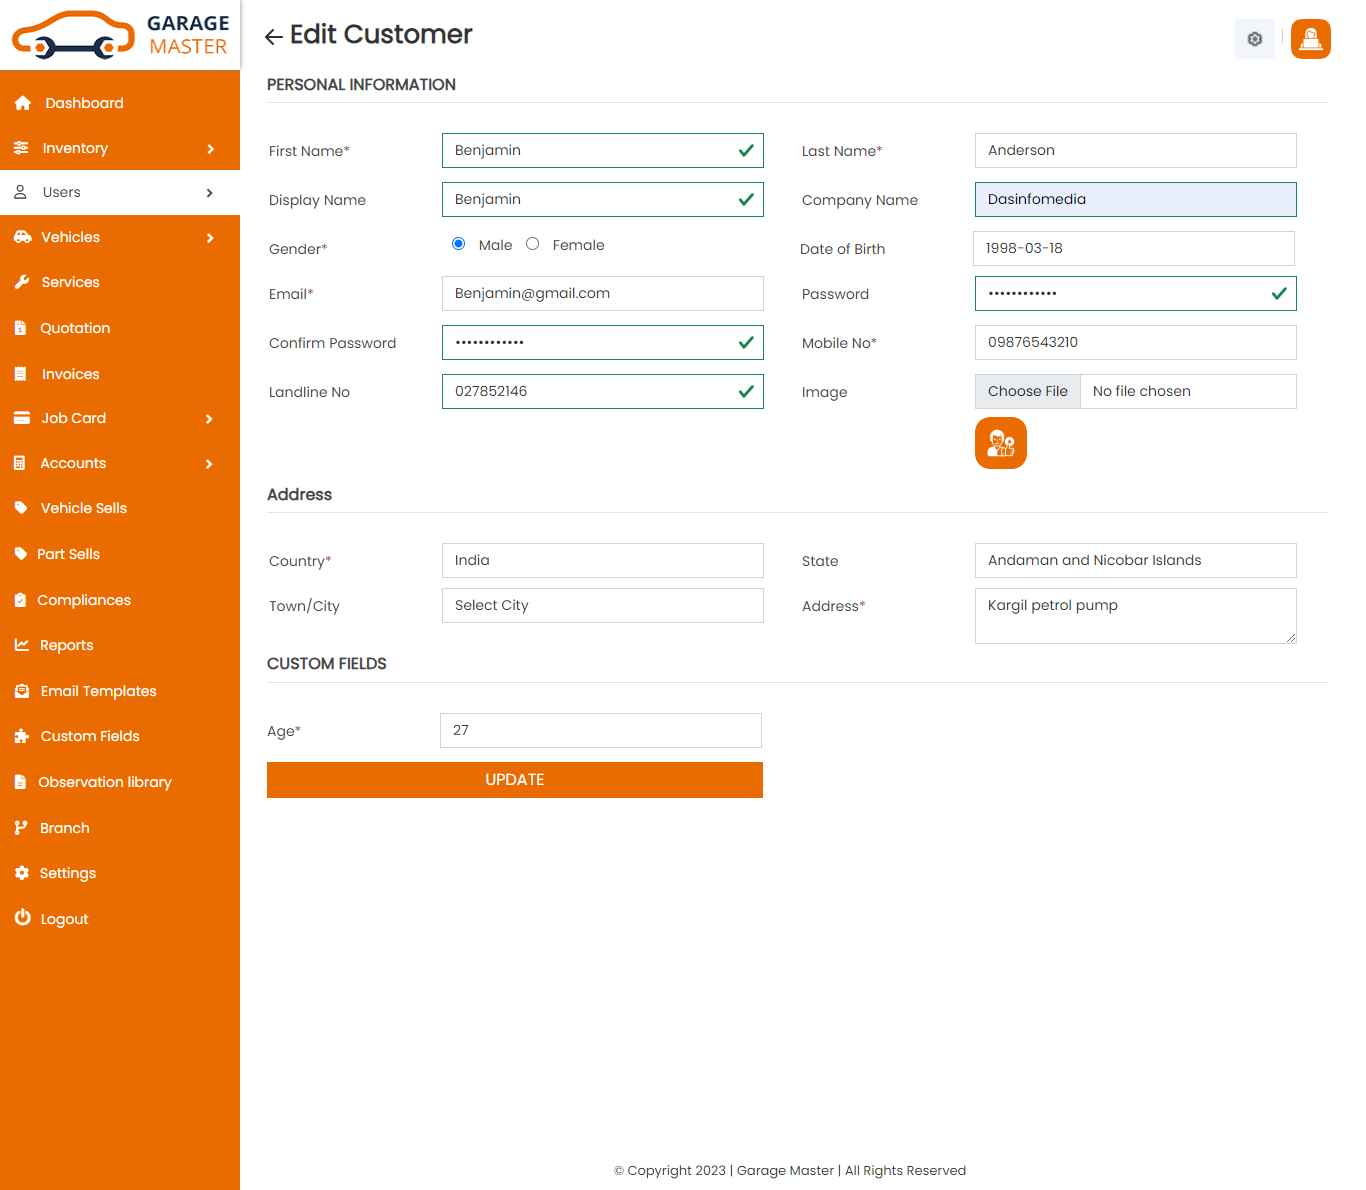 GARAGE
MASTER
Dashboard
Inventory
Users
Vehicles
Services
Quotation
Invoices
Job Card
Accounts
Vehicle Sells
Part Sells
Compliances
Reports
Email Templates
Custom Fields
Observation library
Branch
Settings
Logout
Edit Customer
PERSONAL INFORMATION
First Name* Benjamin Last Name* Anderson
Display Name Benjamin Company Name Dasinfomedia
Gender* Male Female Date of Birth 1998-03-18
Email* Benjamin@gmail.com Password ••••••••••••
Confirm Password •••••••••••• Mobile No* 09876543210
Landline No 027852146 Image Choose File No file chosen
Address
Country* India State Andaman and Nicobar Islands
Town/City Select City Address* Kargil petrol pump
CUSTOM FIELDS
Age* 27
UPDATE
© Copyright 2023 | Garage Master | All Rights Reserved